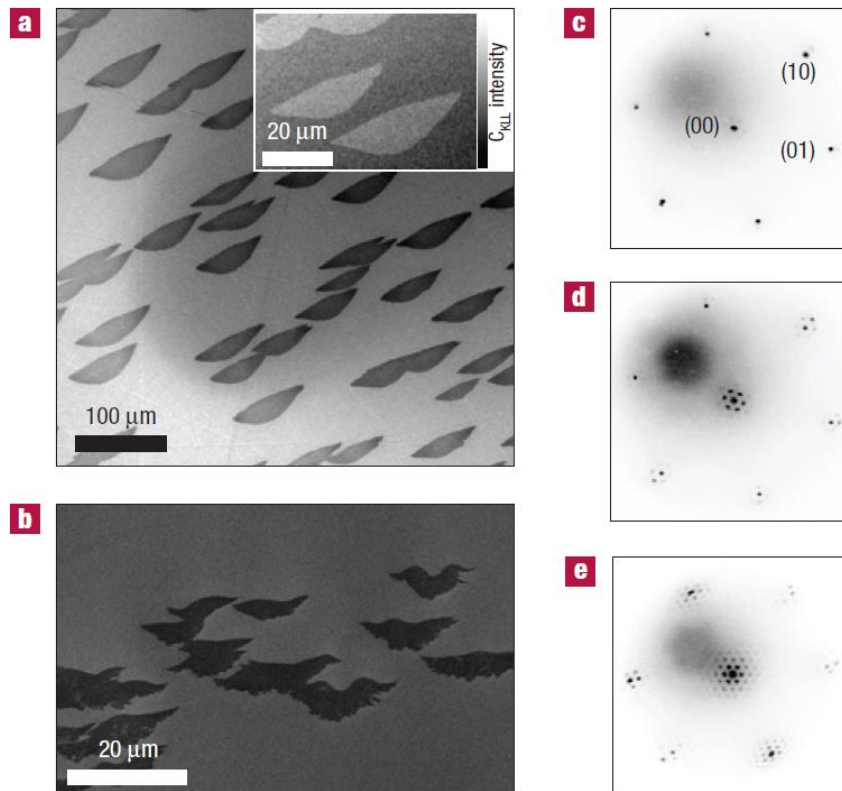 a
C_KLL intensity
20 μm
100 μm
b
20 μm
c
(10)
(00)
(01)
d
e